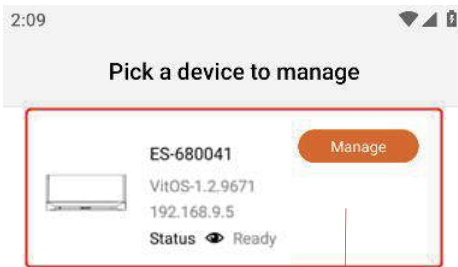 2:09
Pick a device to manage
ES-680041
Manage
VitOS-1.2.9671
192.168.9.5
Status Ready